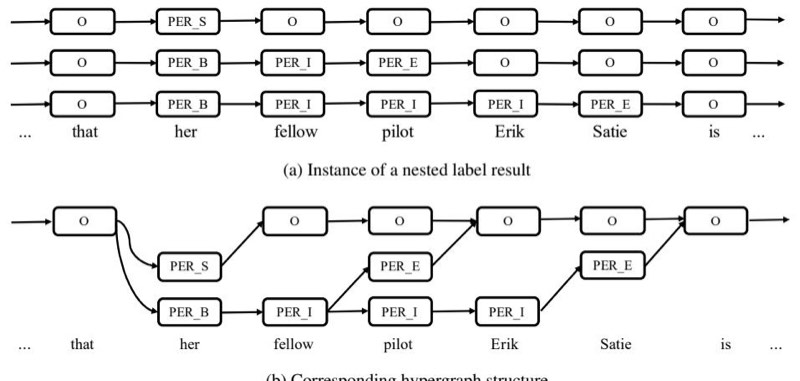 O PER_S O O O O O
O PER_B PER_I PER_E O O O
O PER_B PER_I PER_I PER_I PER_E O
... that her fellow pilot Erik Satie is ...
(a) Instance of a nested label result
O O O O O O
PER_S PER_E PER_E
PER_B PER_I PER_I PER_I
... that her fellow pilot Erik Satie is ...
(b) Corresponding hypergraph structure